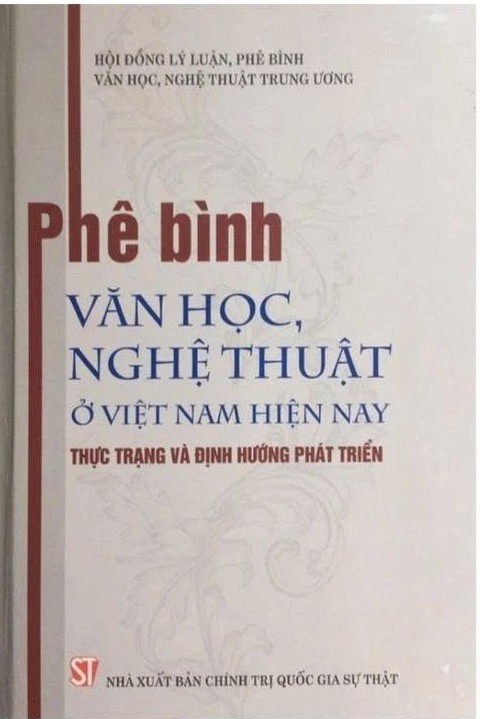 HỘI ĐỒNG LÝ LUẬN, PHÊ BÌNH
VĂN HỌC, NGHỆ THUẬT TRUNG ƯƠNG
Phê bình
VĂN HỌC,
NGHỆ THUẬT
Ở VIỆT NAM HIỆN NAY
THỰC TRẠNG VÀ ĐỊNH HƯỚNG PHÁT TRIỂN
ST NHÀ XUẤT BẢN CHÍNH TRỊ QUỐC GIA SỰ THẬT